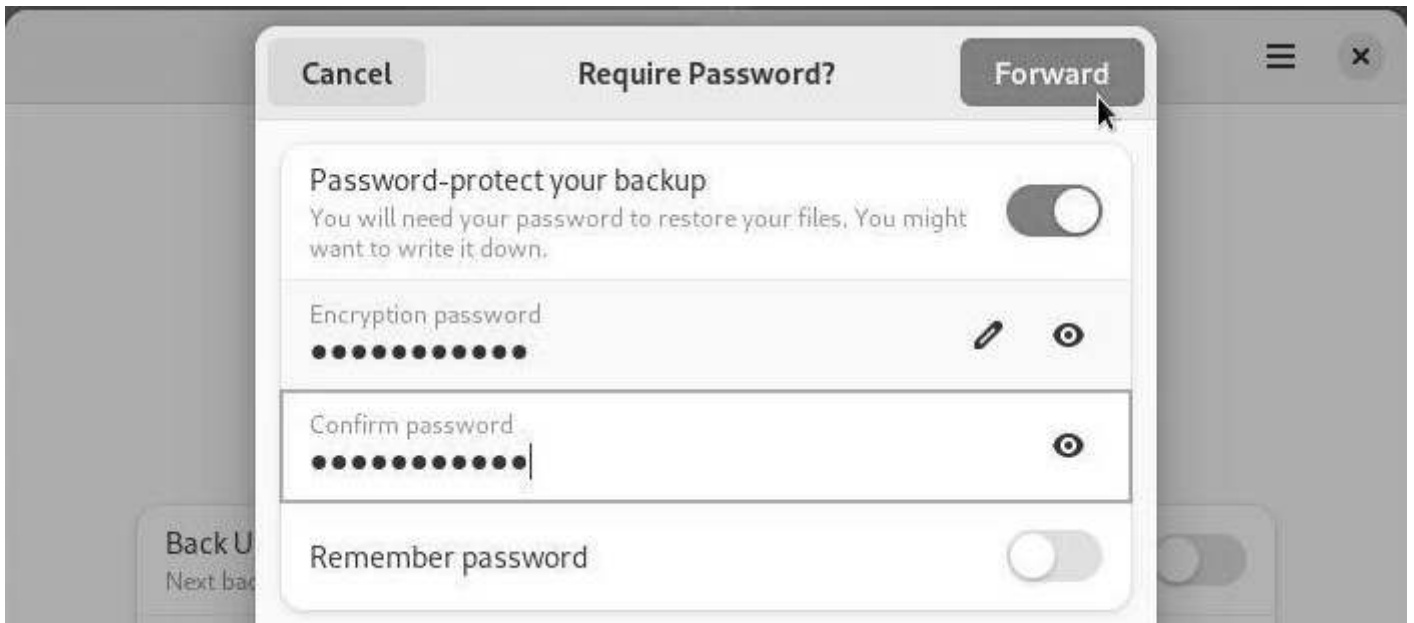 Cancel
Require Password?
Forward
Password-protect your backup
You will need your password to restore your files. You might
want to write it down.
Encryption password
●●●●●●●●●●●
Confirm password
●●●●●●●●●●●
Remember password
Back U
Next bac